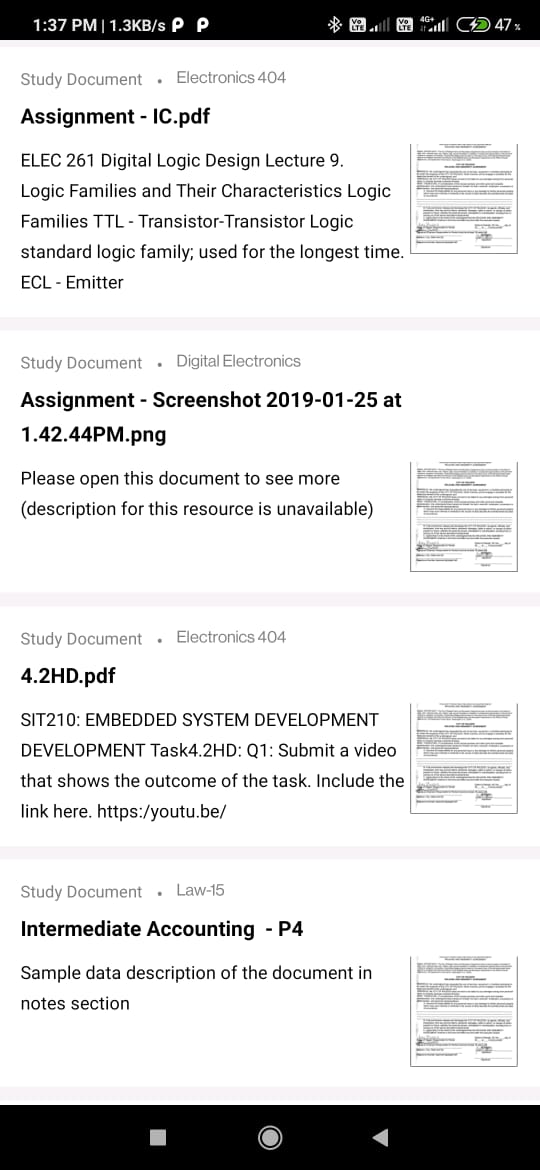 1:37 PM | 1.3KB/s P P Vo LTE Vo LTE 4G+ 47 %
Study Document • Electronics 404
Assignment - IC.pdf
ELEC 261 Digital Logic Design Lecture 9.
Logic Families and Their Characteristics Logic
Families TTL - Transistor-Transistor Logic
standard logic family; used for the longest time.
ECL - Emitter
Study Document • Digital Electronics
Assignment - Screenshot 2019-01-25 at
1.42.44PM.png
Please open this document to see more
(description for this resource is unavailable)
Study Document • Electronics 404
4.2HD.pdf
SIT210: EMBEDDED SYSTEM DEVELOPMENT
DEVELOPMENT Task4.2HD: Q1: Submit a video
that shows the outcome of the task. Include the
link here. https:/youtu.be/
Study Document • Law-15
Intermediate Accounting - P4
Sample data description of the document in
notes section